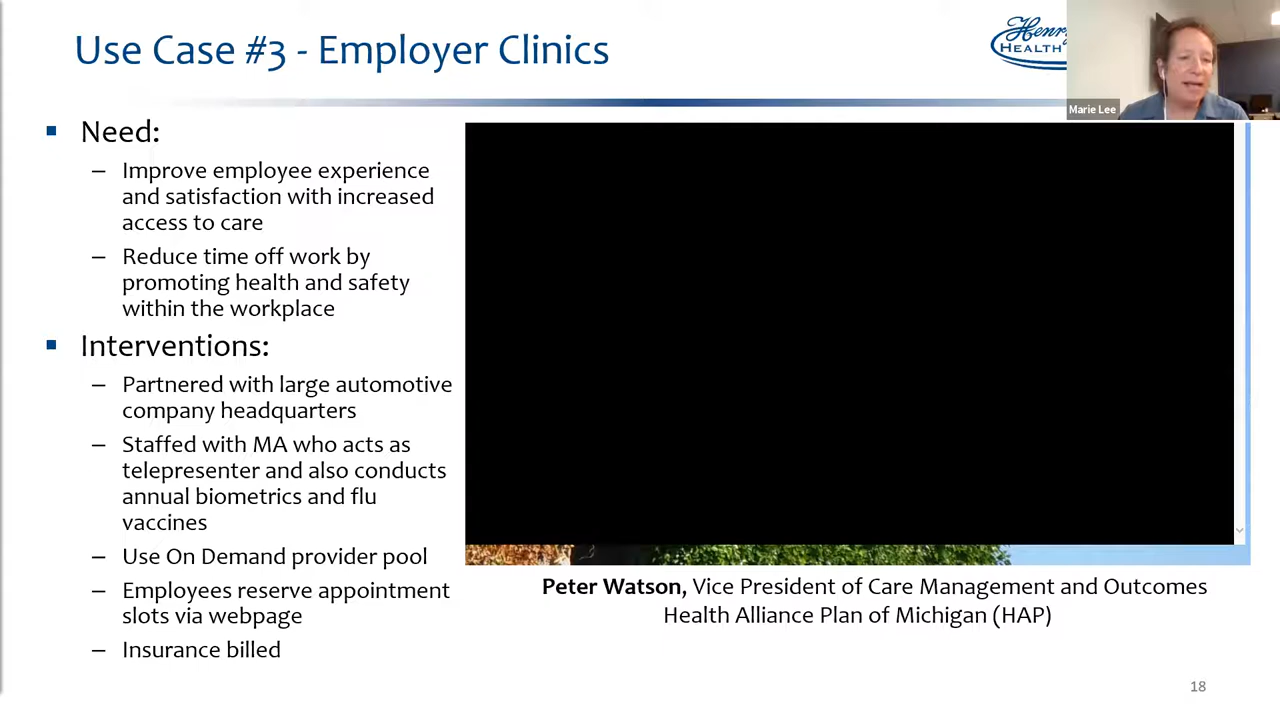 Use Case #3 - Employer Clinics
HEALTH
Marie Lee
▪ Need:
– Improve employee experience
and satisfaction with increased
access to care
– Reduce time off work by
promoting health and safety
within the workplace
▪ Interventions:
– Partnered with large automotive
company headquarters
– Staffed with MA who acts as
telepresenter and also conducts
annual biometrics and flu
vaccines
– Use On Demand provider pool
– Employees reserve appointment
slots via webpage
– Insurance billed
Peter Watson, Vice President of Care Management and Outcomes
Health Alliance Plan of Michigan (HAP)
18